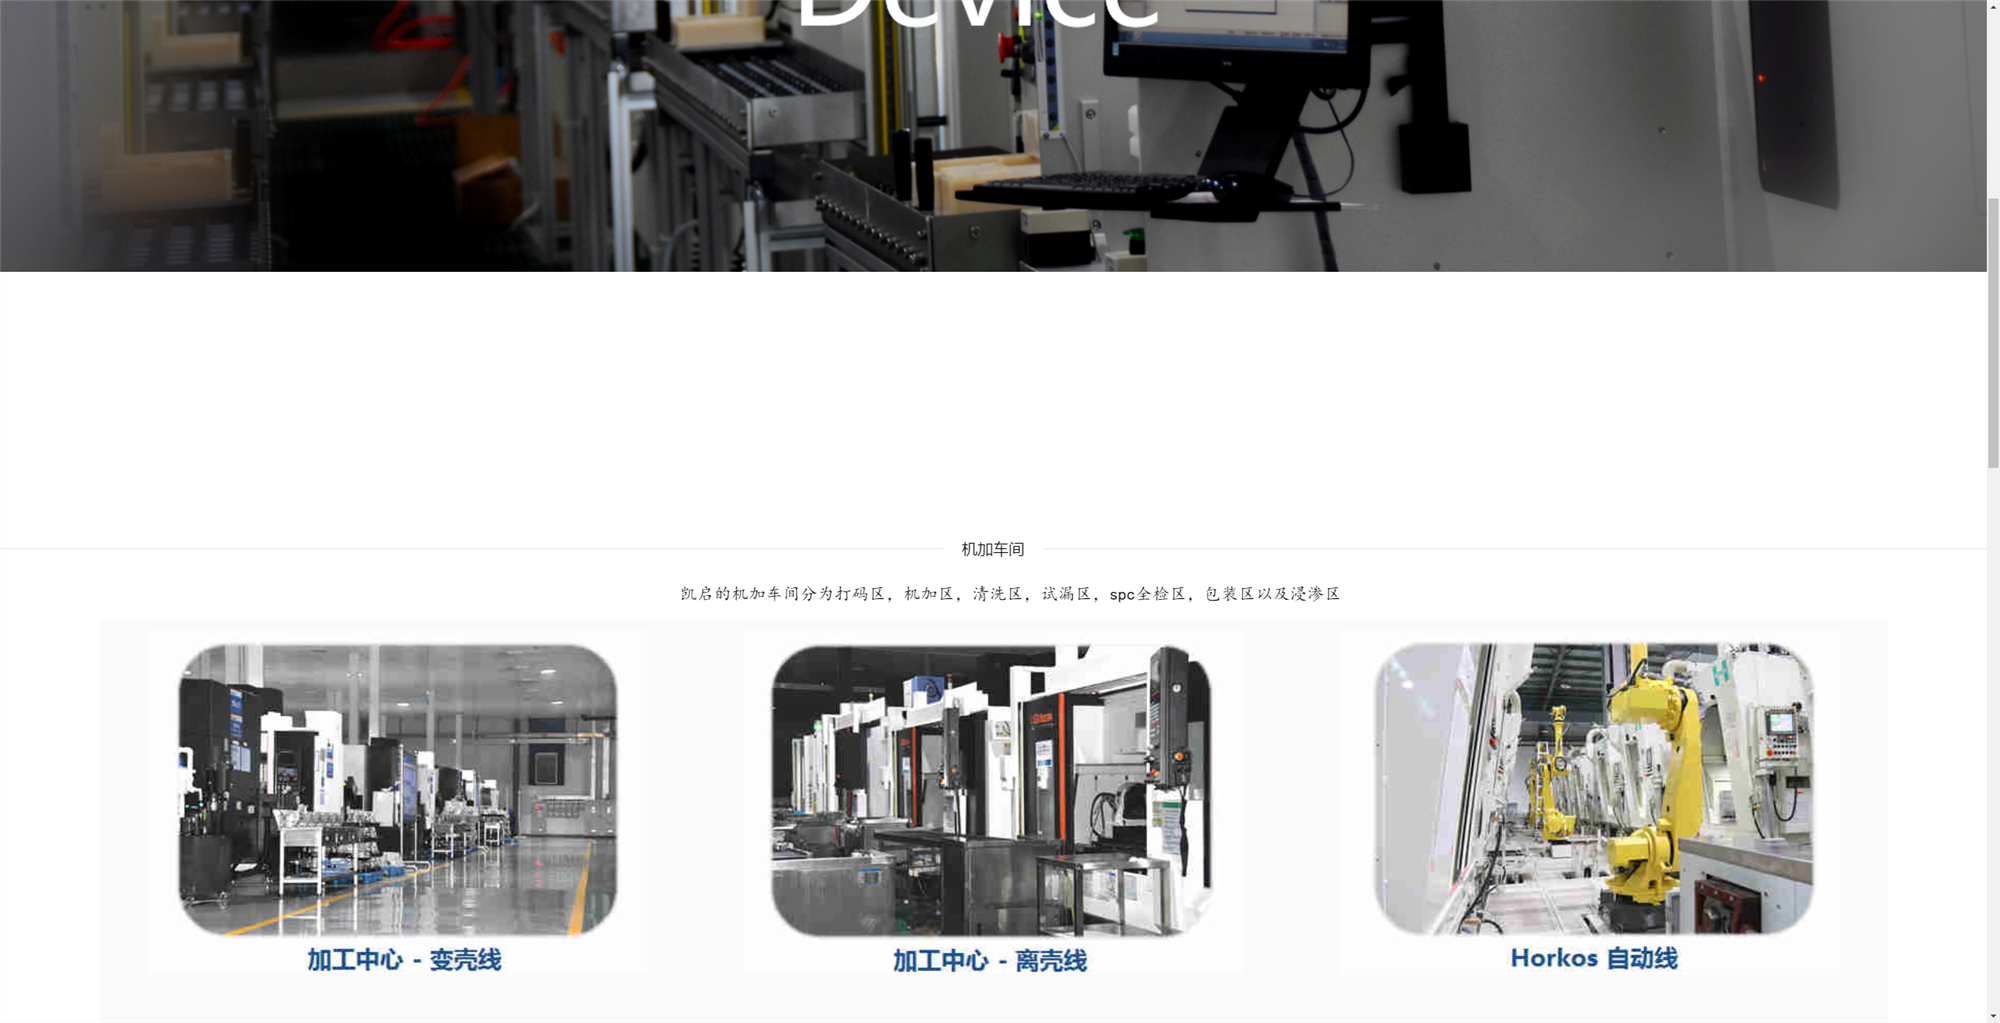 Device
机加车间
凯启的机加车间分为打码区，机加区，清洗区，试漏区，spc全检区，包装区以及浸渗区
加工中心 - 变壳线
加工中心 - 离壳线
Horkos 自动线